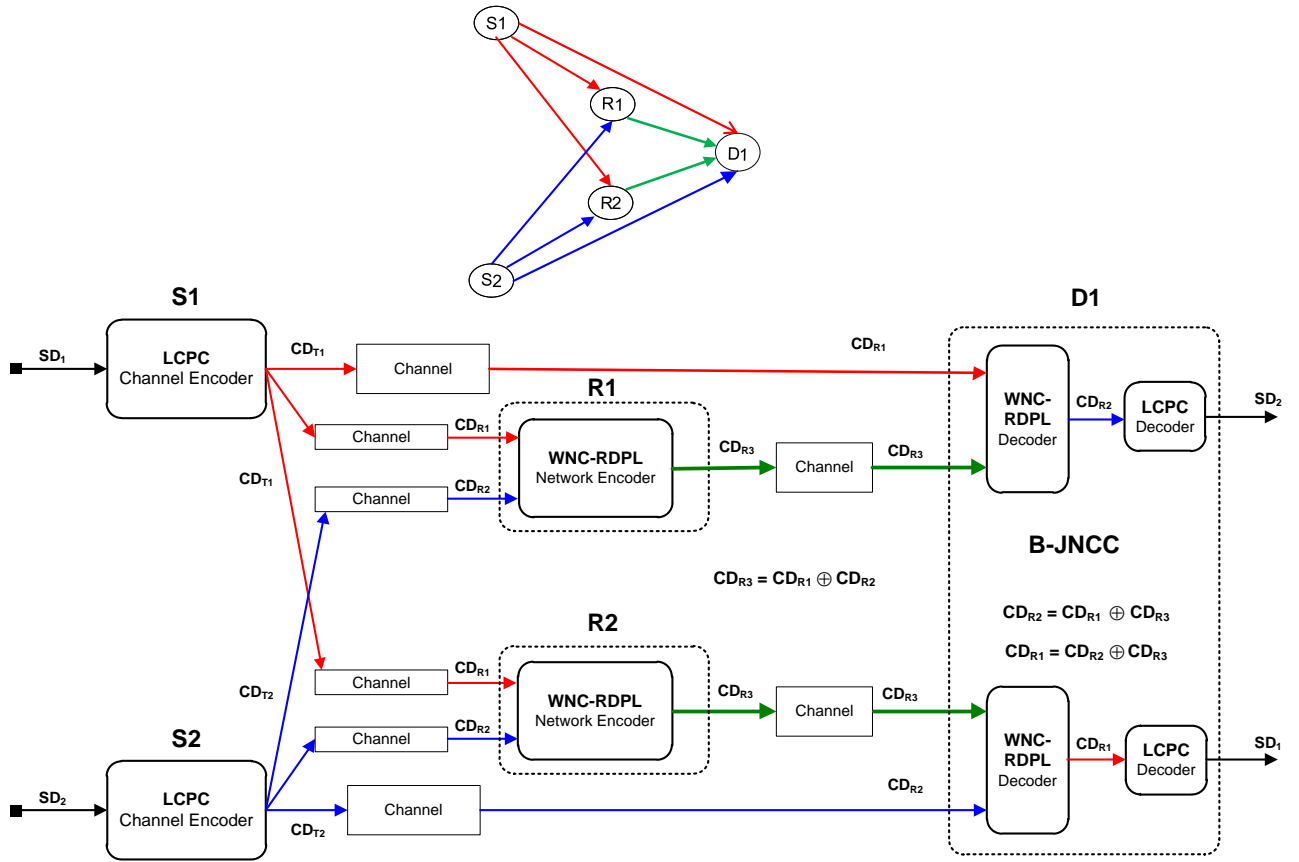 S1
R1
D1
R2
S2
S1
D1
SD1
LCPC
Channel Encoder
CDT1
Channel
CDR1
WNC-
RDPL
Decoder
CDR2
LCPC
Decoder
SD2
R1
Channel
CDR1
WNC-RDPL
Network Encoder
CDR3
Channel
CDR3
CDT1
Channel
CDR2
B-JNCC
CDR3 = CDR1 ⊕ CDR2
CDR2 = CDR1 ⊕ CDR3
CDR1 = CDR2 ⊕ CDR3
R2
CDT2
Channel
CDR1
WNC-RDPL
Network Encoder
CDR3
Channel
CDR3
WNC-
RDPL
Decoder
CDR1
LCPC
Decoder
SD1
S2
Channel
CDR2
SD2
LCPC
Channel Encoder
CDT2
Channel
CDR2